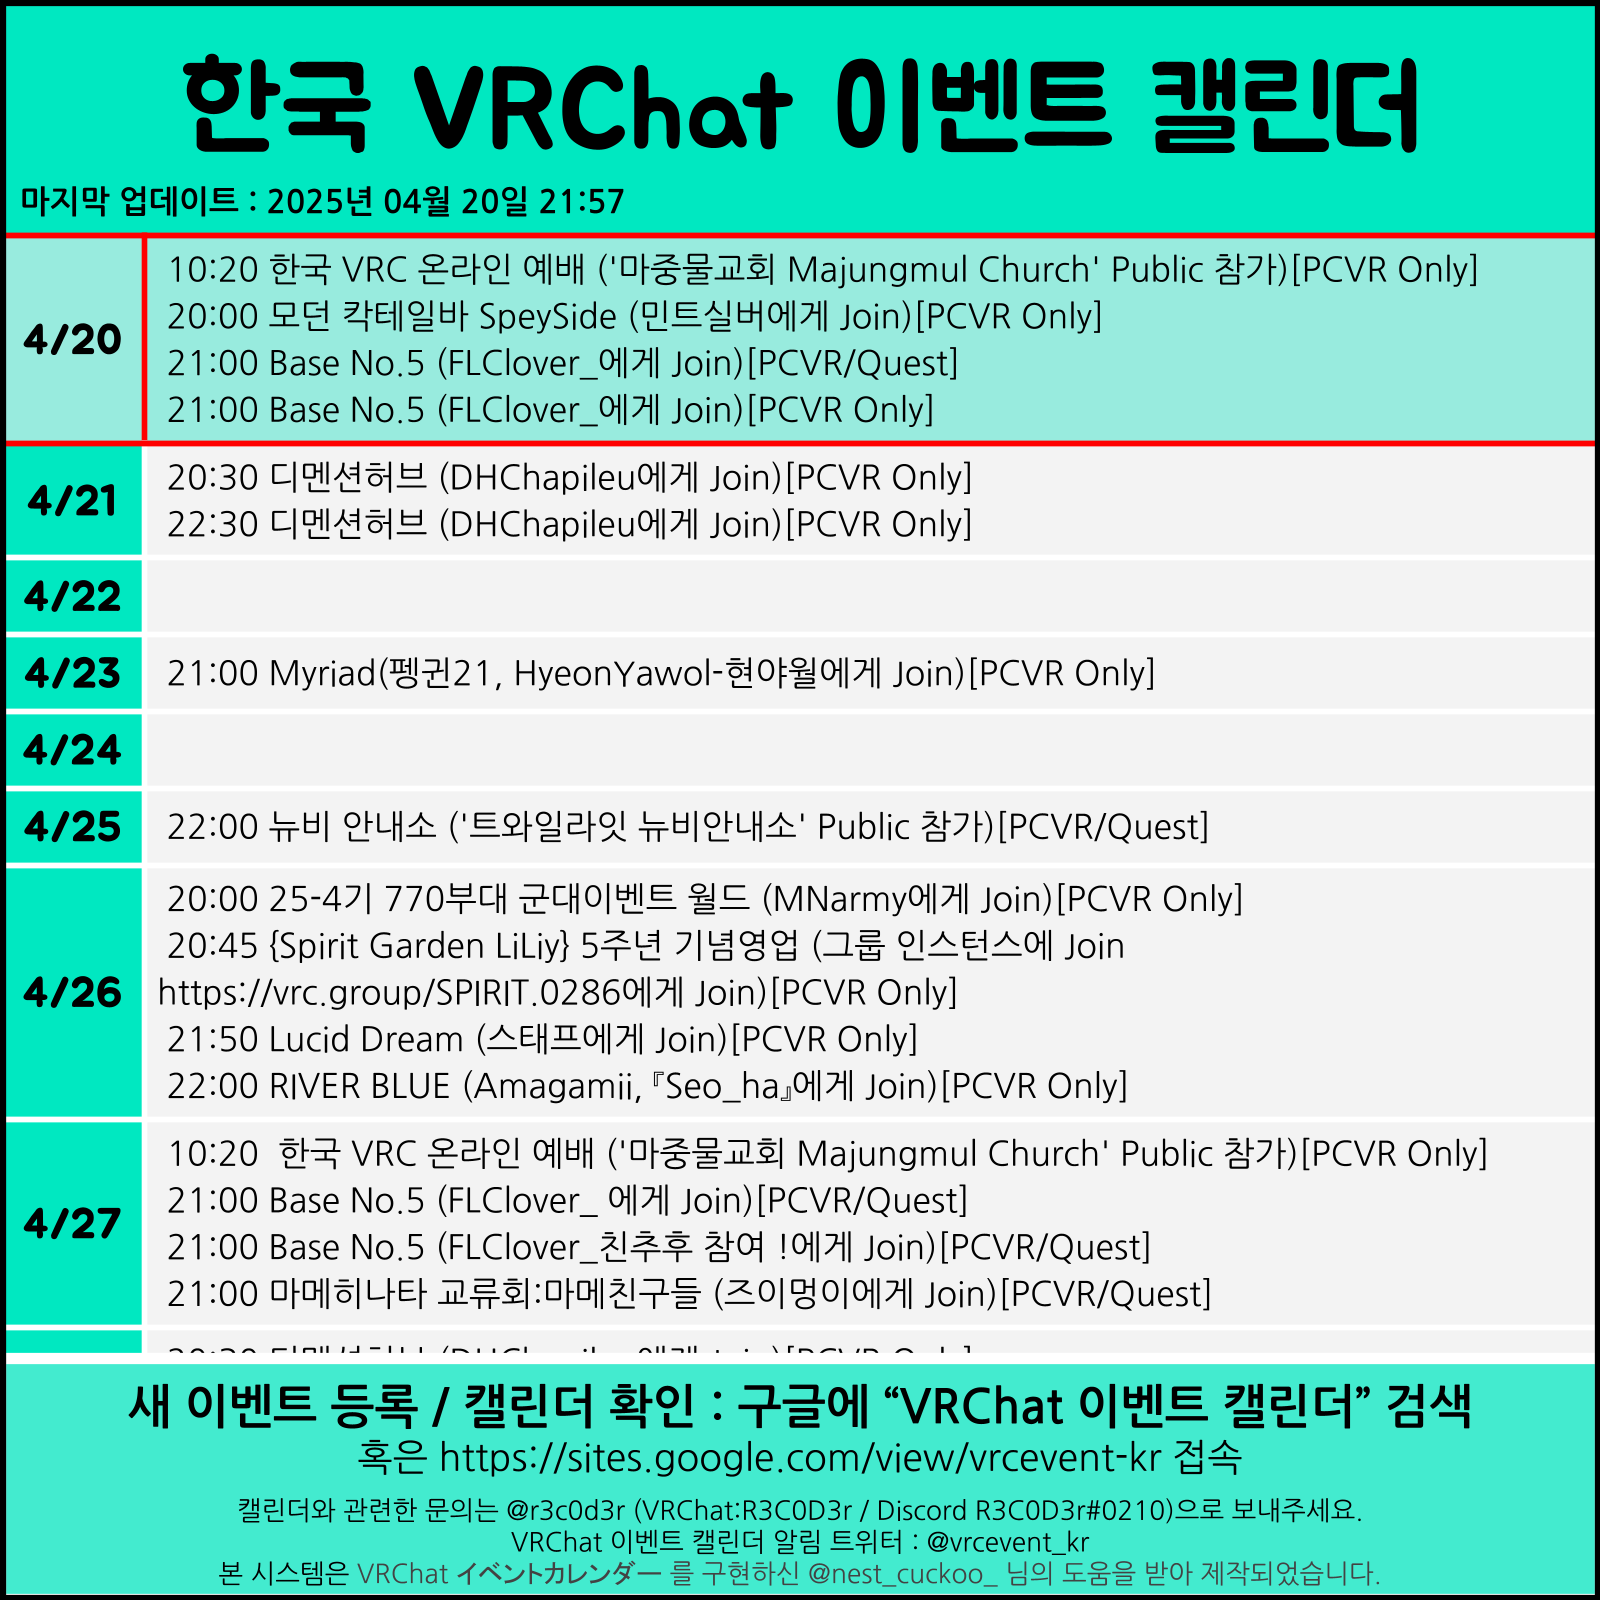 한국 VRChat 이벤트 캘린더
마지막 업데이트 : 2025년 04월 20일 21:57
4/20
10:20 한국 VRC 온라인 예배 ('마중물교회 Majungmul Church' Public 참가)[PCVR Only]
20:00 모던 칵테일바 SpeySide (민트실버에게 Join)[PCVR Only]
21:00 Base No.5 (FLClover_에게 Join)[PCVR/Quest]
21:00 Base No.5 (FLClover_에게 Join)[PCVR Only]
4/21
20:30 디멘션허브 (DHChapileu에게 Join)[PCVR Only]
22:30 디멘션허브 (DHChapileu에게 Join)[PCVR Only]
4/22
4/23
21:00 Myriad(펭귄21, HyeonYawol-현야월에게 Join)[PCVR Only]
4/24
4/25
22:00 뉴비 안내소 ('트와일라잇 뉴비안내소' Public 참가)[PCVR/Quest]
4/26
20:00 25-4기 770부대 군대이벤트 월드 (MNarmy에게 Join)[PCVR Only]
20:45 {Spirit Garden LiLiy} 5주년 기념영업 (그룹 인스턴스에 Join
https://vrc.group/SPIRIT.0286에게 Join)[PCVR Only]
21:50 Lucid Dream (스태프에게 Join)[PCVR Only]
22:00 RIVER BLUE (Amagamii,『Seo_ha』에게 Join)[PCVR Only]
4/27
10:20  한국 VRC 온라인 예배 ('마중물교회 Majungmul Church' Public 참가)[PCVR Only]
21:00 Base No.5 (FLClover_ 에게 Join)[PCVR/Quest]
21:00 Base No.5 (FLClover_친추후 참여 !에게 Join)[PCVR/Quest]
21:00 마메히나타 교류회:마메친구들 (즈이멍이에게 Join)[PCVR/Quest]
새 이벤트 등록 / 캘린더 확인 : 구글에 “VRChat 이벤트 캘린더” 검색
혹은 https://sites.google.com/view/vrcevent-kr 접속
캘린더와 관련한 문의는 @r3c0d3r (VRChat:R3C0D3r / Discord R3C0D3r#0210)으로 보내주세요.
VRChat 이벤트 캘린더 알림 트위터 : @vrcevent_kr
본 시스템은 VRChat イベントカレンダー 를 구현하신 @nest_cuckoo_ 님의 도움을 받아 제작되었습니다.